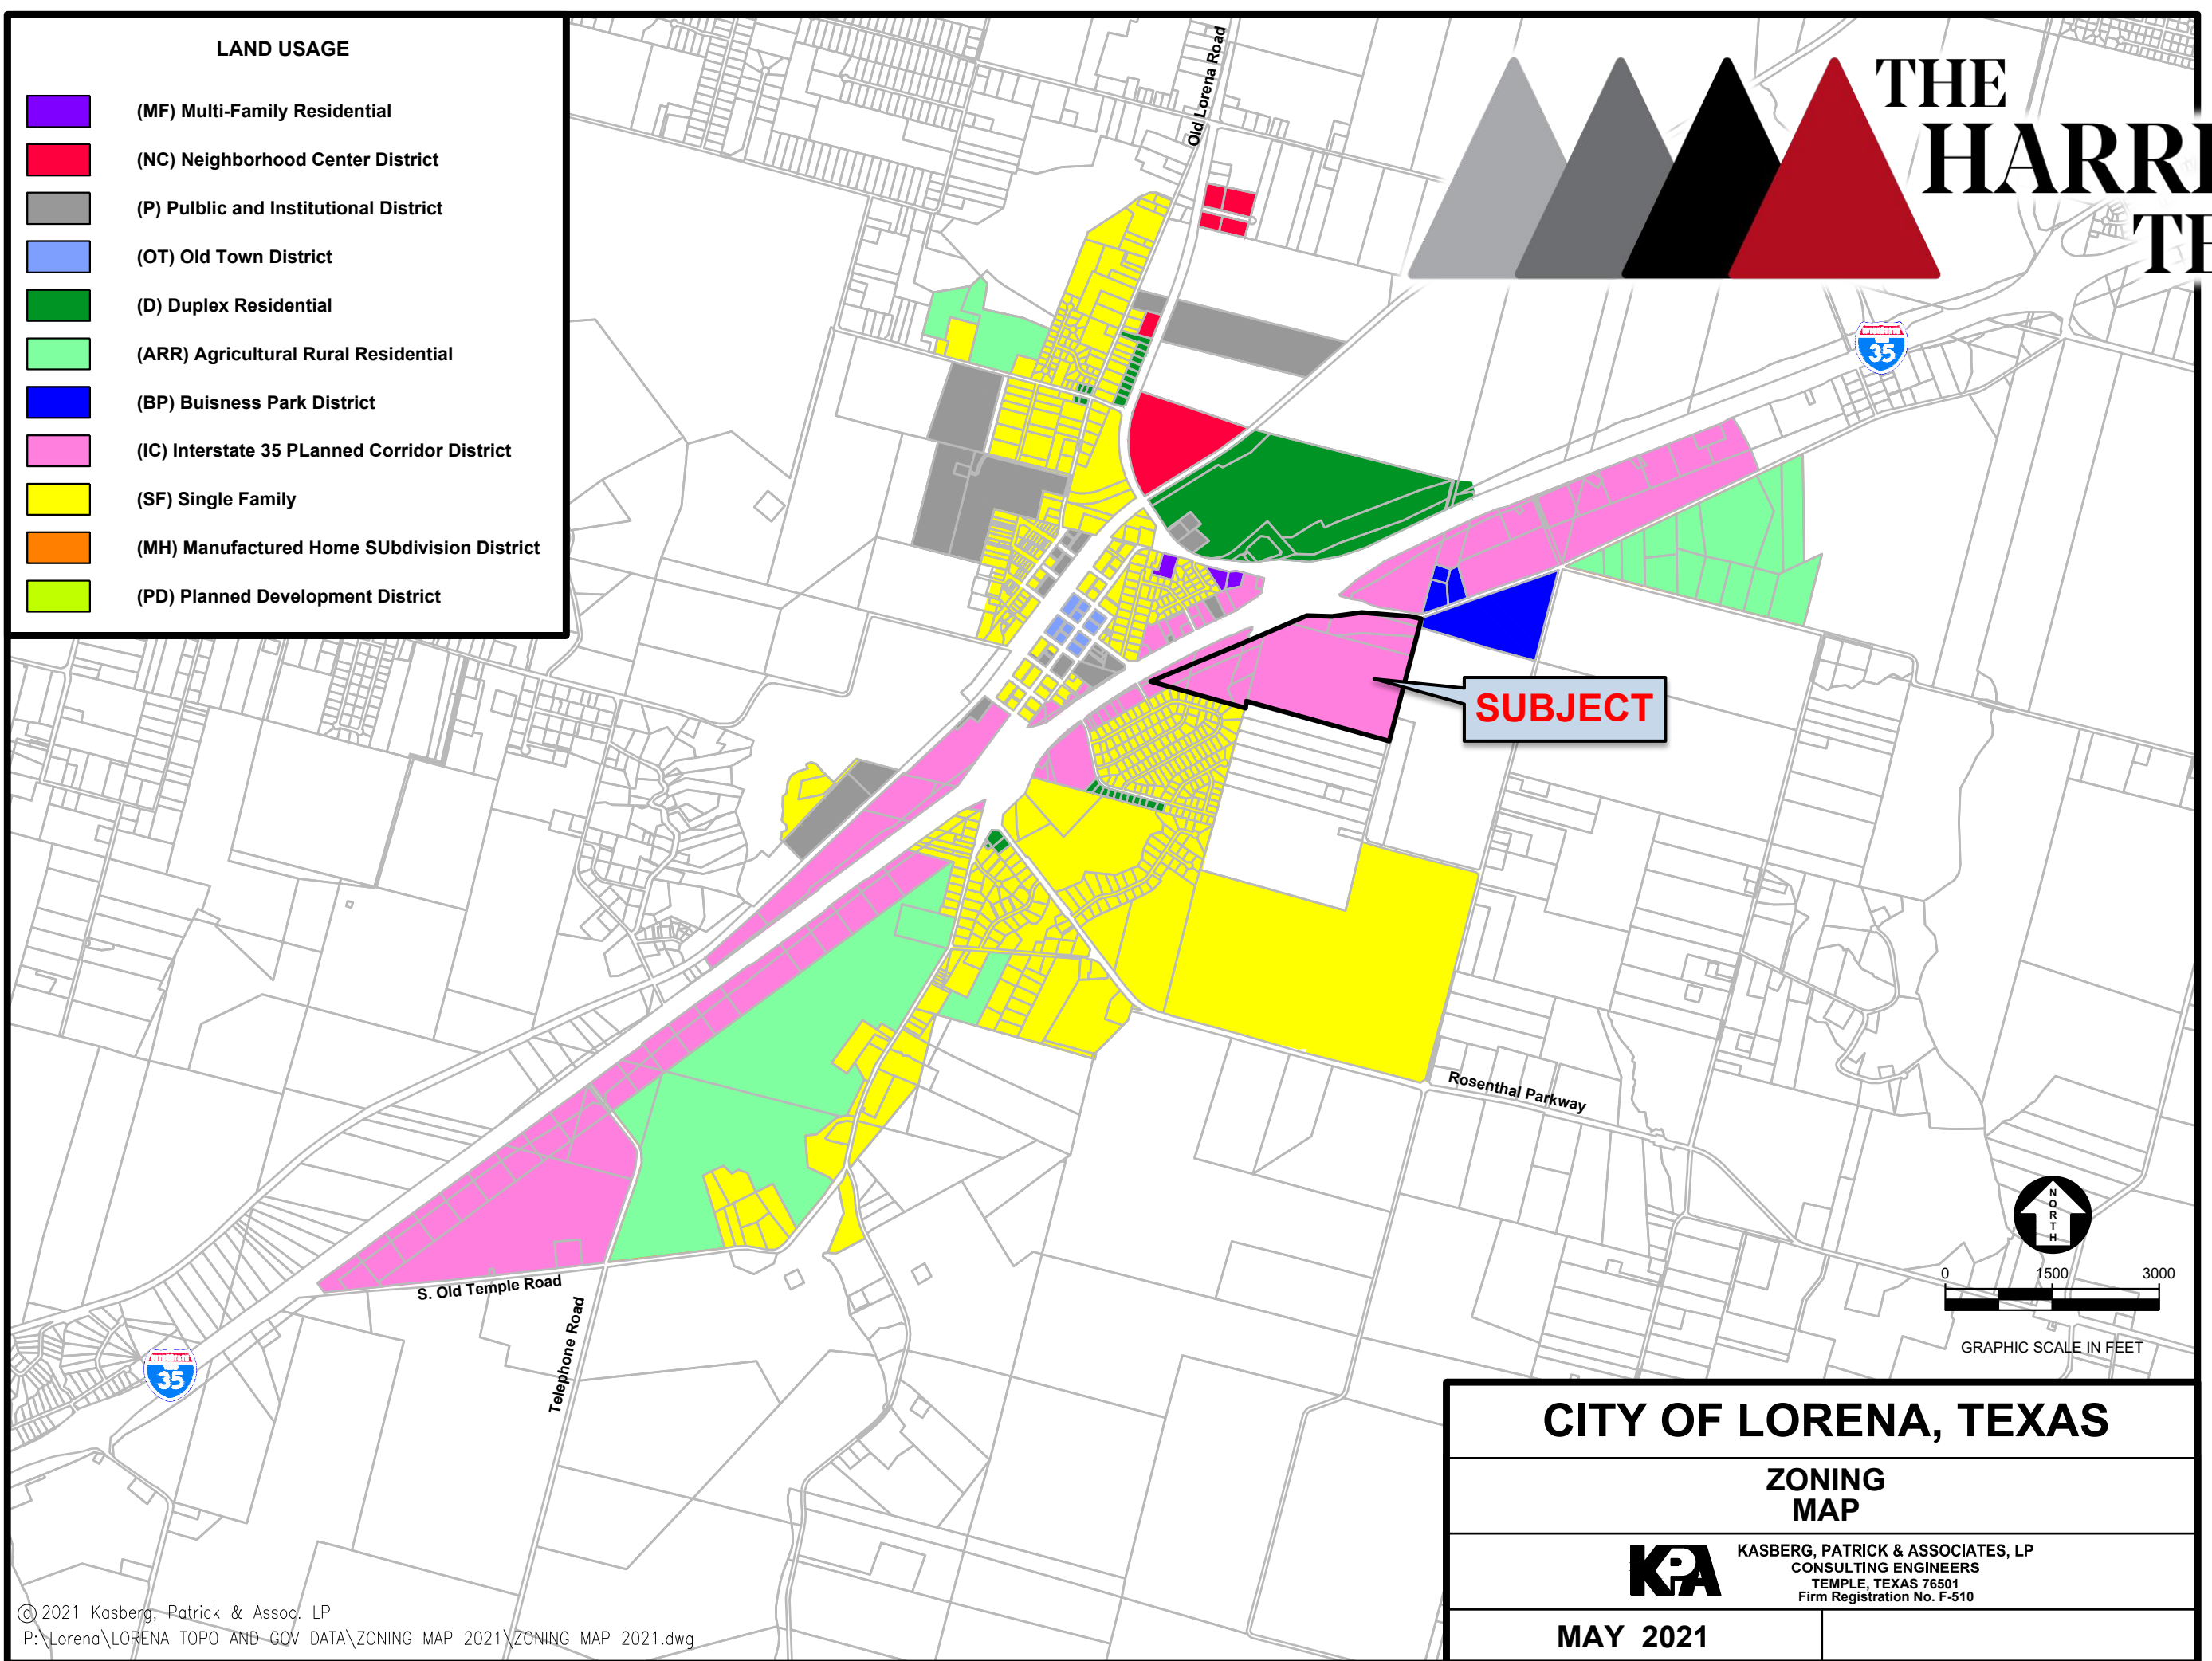 LAND USAGE
(MF) Multi-Family Residential
(NC) Neighborhood Center District
(P) Pulblic and Institutional District
(OT) Old Town District
(D) Duplex Residential
(ARR) Agricultural Rural Residential
(BP) Buisness Park District
(IC) Interstate 35 PLanned Corridor District
(SF) Single Family
(MH) Manufactured Home SUbdivision District
(PD) Planned Development District
Old Lorena Road
THE
HARRE
TE
35
SUBJECT
Rosenthal Parkway
S. Old Temple Road
Telephone Road
35
NORTH
0 1500 3000
GRAPHIC SCALE IN FEET
CITY OF LORENA, TEXAS
ZONING
MAP
KPA
KASBERG, PATRICK & ASSOCIATES, LP
CONSULTING ENGINEERS
TEMPLE, TEXAS 76501
Firm Registration No. F-510
MAY 2021
© 2021 Kasberg, Patrick & Assoc. LP
P:\Lorena\LORENA TOPO AND GOV DATA\ZONING MAP 2021\ZONING MAP 2021.dwg